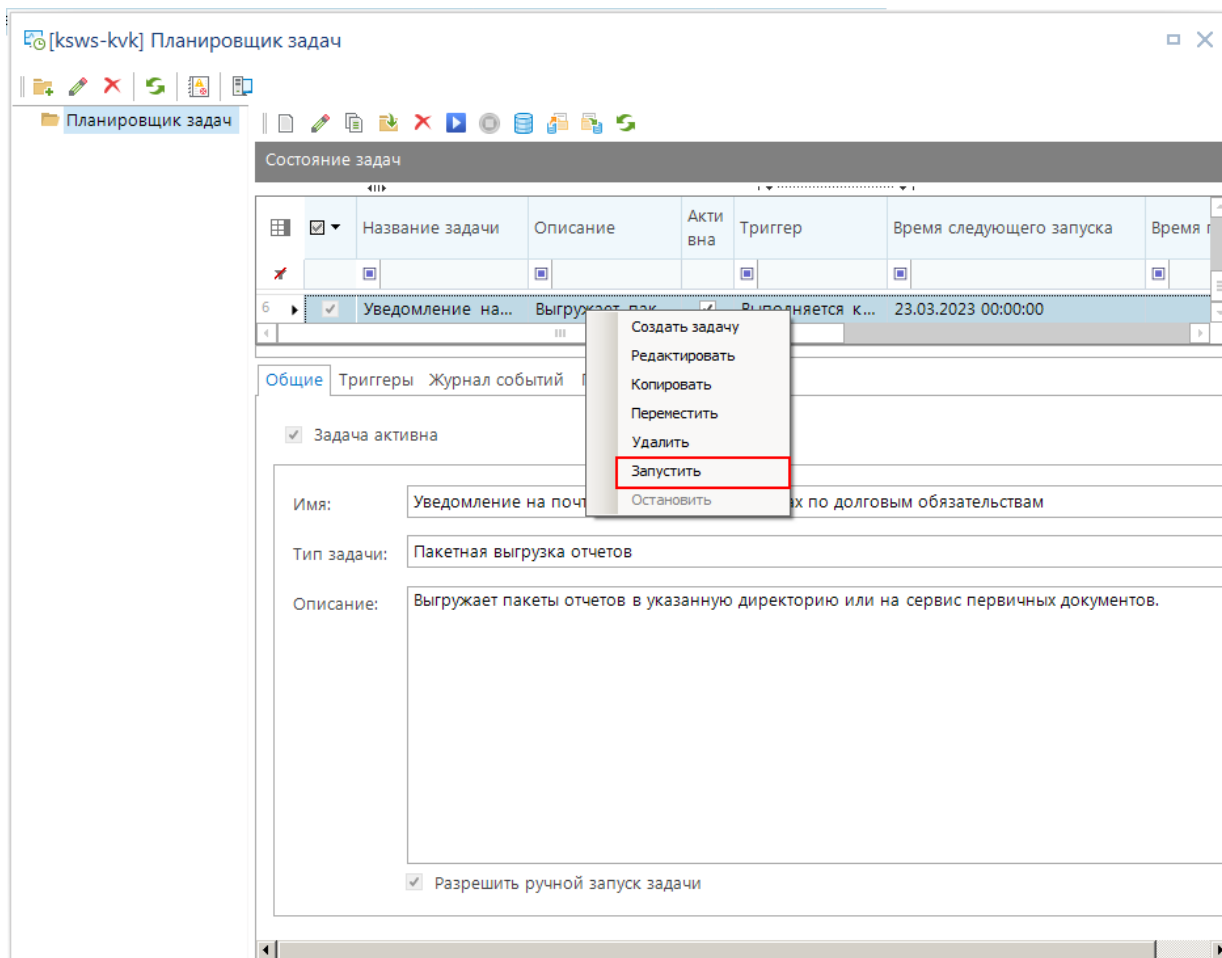 [ksws-kvk] Планировщик задач
Планировщик задач
Состояние задач
Название задачи Описание Акти вна Триггер Время следующего запуска Время
6 Уведомление на... Выгружает пак... Выполняется к... 23.03.2023 00:00:00
Создать задачу
Редактировать
Копировать
Переместить
Удалить
Запустить
Остановить
Общие Триггеры Журнал событий
Задача активна
Имя: Уведомление на почт ах по долговым обязательствам
Тип задачи: Пакетная выгрузка отчетов
Описание: Выгружает пакеты отчетов в указанную директорию или на сервис первичных документов.
Разрешить ручной запуск задачи